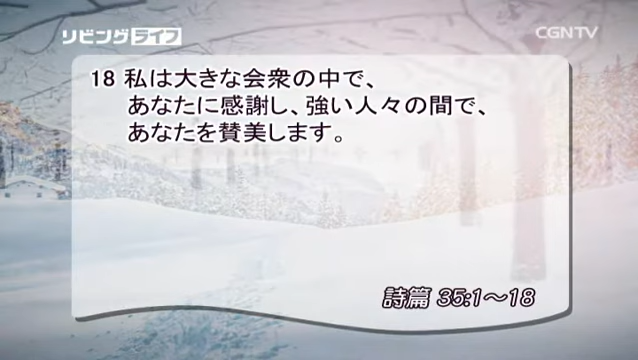 リビングライフ
CGNTV
18 私は大きな会衆の中で、
あなたに感謝し、強い人々の間で、
あなたを賛美します。
詩篇 35:1～18